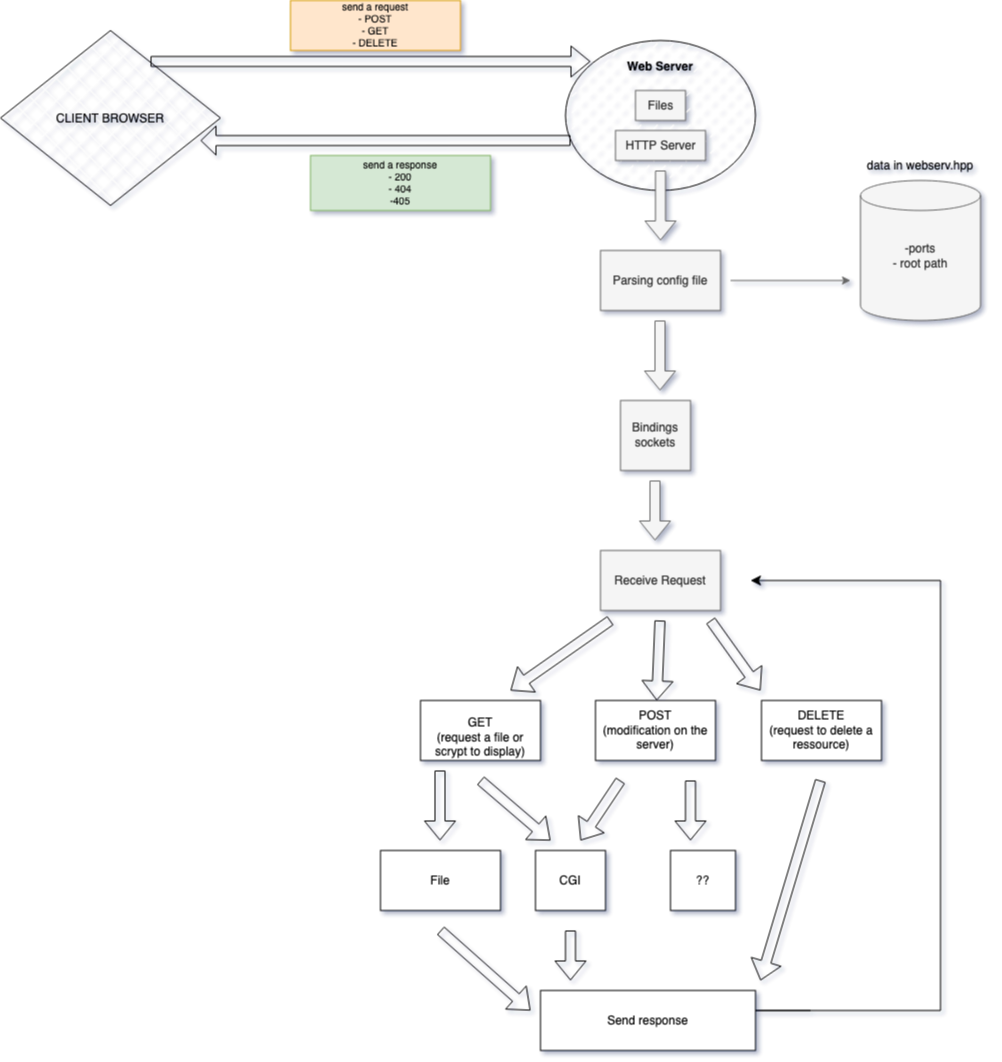 send a request
- POST
- GET
- DELETE
CLIENT BROWSER
Web Server
Files
HTTP Server
send a response
- 200
- 404
-405
data in webserv.hpp
-ports
- root path
Parsing config file
Bindings
sockets
Receive Request
GET
(request a file or
scrypt to display)
POST
(modification on the
server)
DELETE
(request to delete a
ressource)
File
CGI
??
Send response